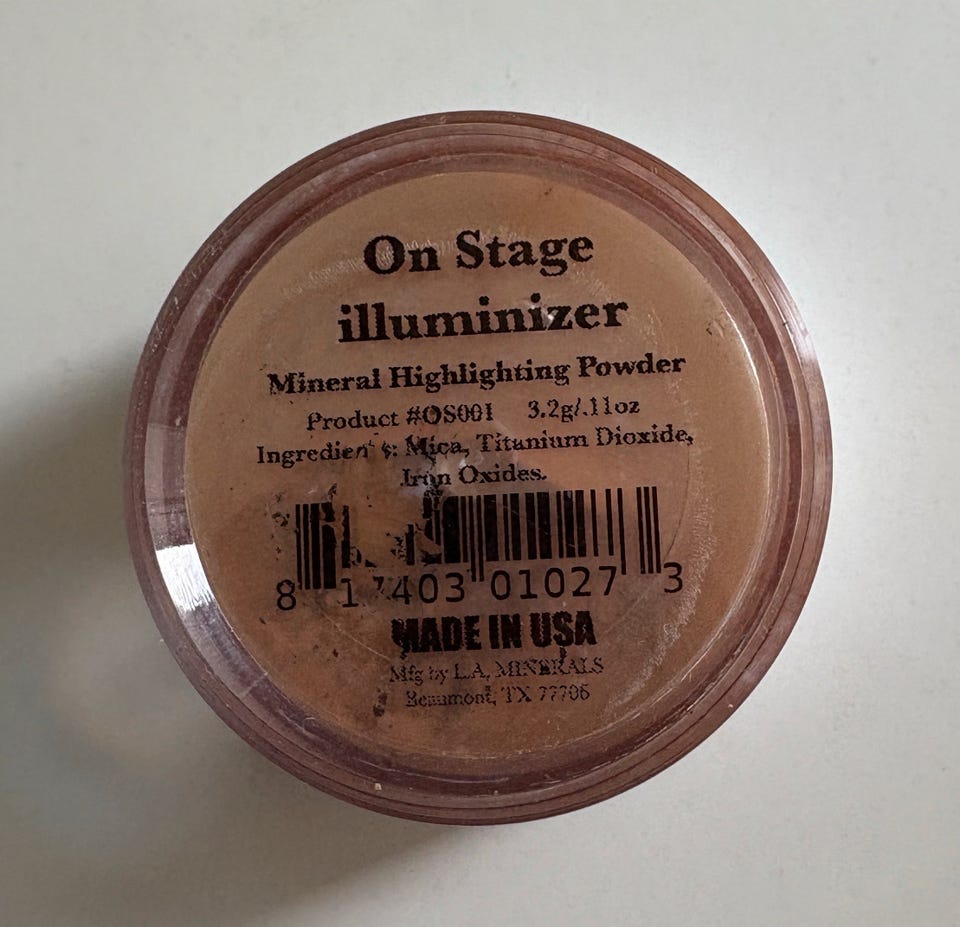 On Stage
illuminizer
Mineral Highlighting Powder
Product #OS001 3.2g/.11oz
Ingredients: Mica, Titanium Dioxide,
Iron Oxides.
8 17403 01027 3
MADE IN USA
Mfg by L.A. MINERALS
Beaumont, TX 77706